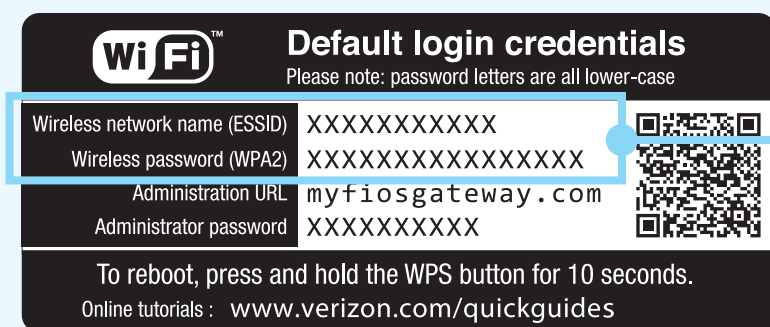 WiFi™
Default login credentials
Please note: password letters are all lower-case
Wireless network name (ESSID) XXXXXXXXXXX
Wireless password (WPA2) XXXXXXXXXXXXXXXX
Administration URL myfiosgateway.com
Administrator password XXXXXXXXXX
To reboot, press and hold the WPS button for 10 seconds.
Online tutorials : www.verizon.com/quickguides